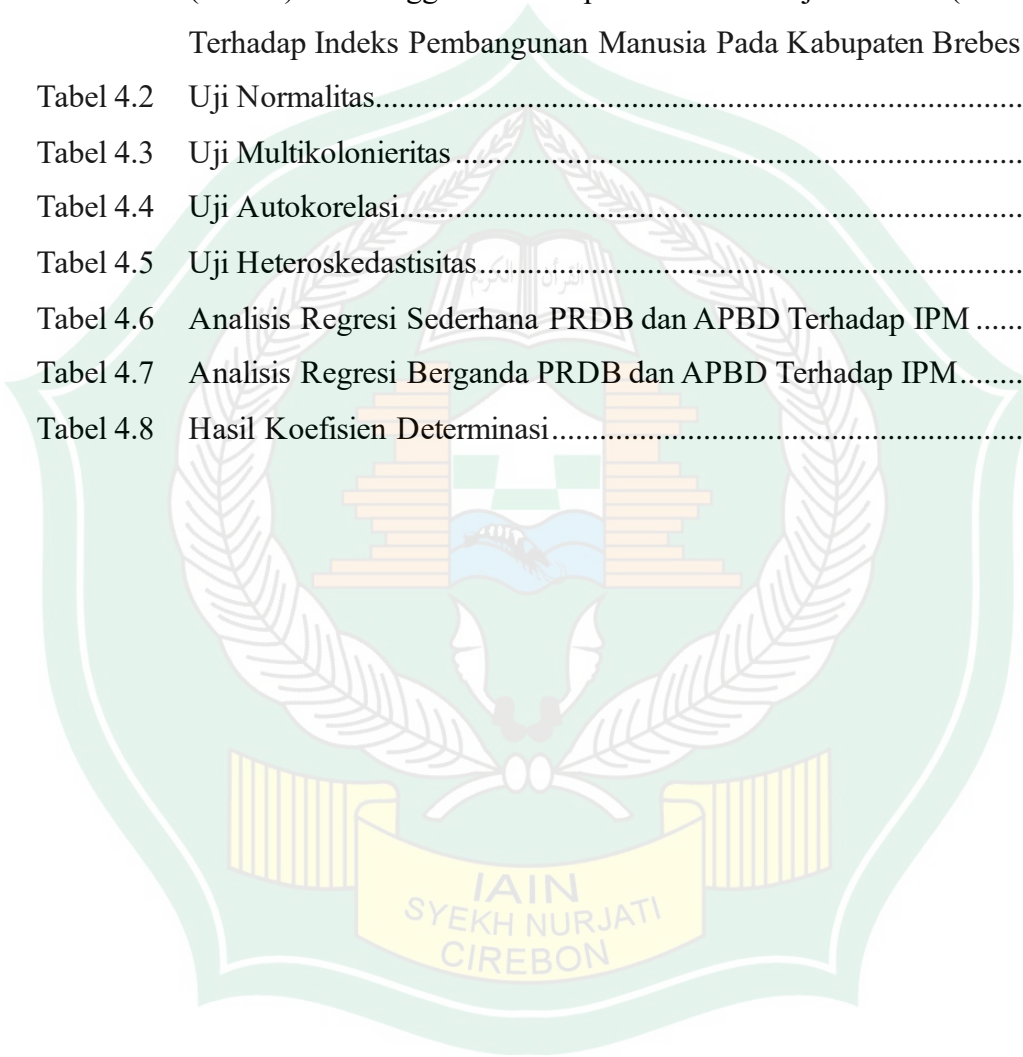 Terhadap Indeks Pembangunan Manusia Pada Kabupaten Brebes
Tabel 4.2 Uji Normalitas
Tabel 4.3 Uji Multikolonieritas
Tabel 4.4 Uji Autokorelasi
Tabel 4.5 Uji Heteroskedastisitas
Tabel 4.6 Analisis Regresi Sederhana PRDB dan APBD Terhadap IPM
Tabel 4.7 Analisis Regresi Berganda PRDB dan APBD Terhadap IPM
Tabel 4.8 Hasil Koefisien Determinasi
القرآن الكريم
IAIN
SYEKH NURJATI
CIREBON